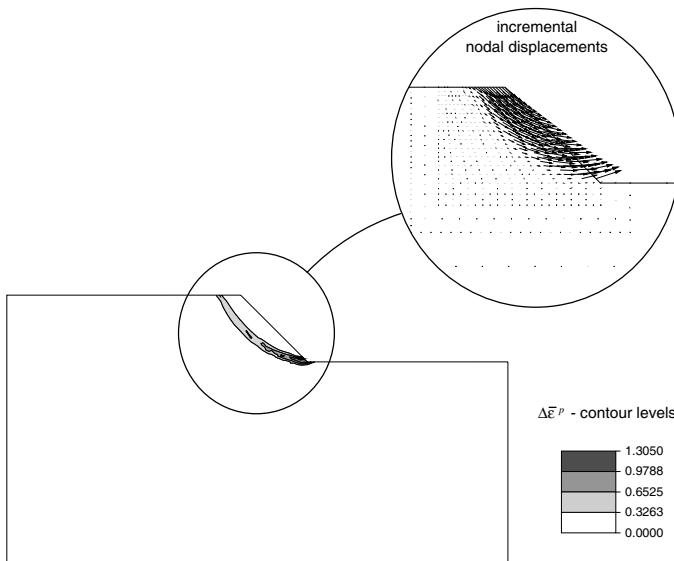 incremental
nodal displacements
Δε̄ᵖ - contour levels
1.3050
0.9788
0.6525
0.3263
0.0000